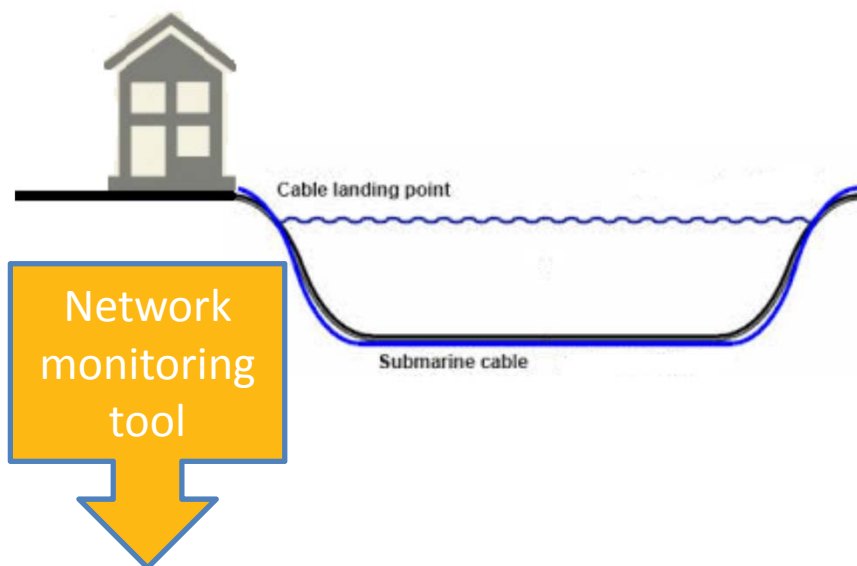 Cable landing point
Submarine cable
Network
monitoring
tool